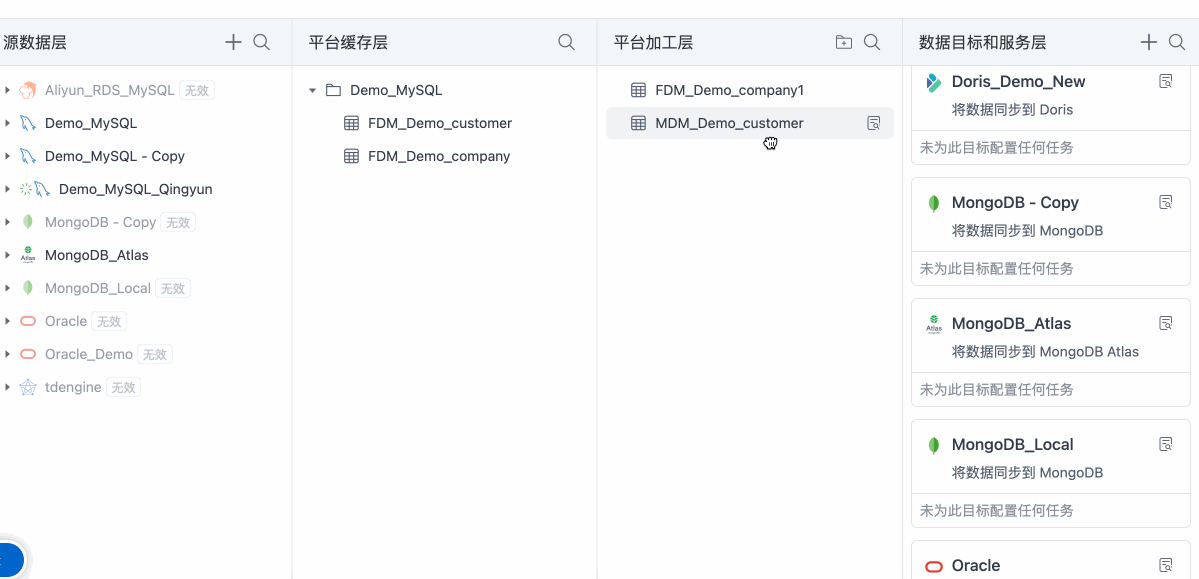 源数据层
Aliyun_RDS_MySQL 无效
Demo_MySQL
Demo_MySQL - Copy
Demo_MySQL_Qingyun
MongoDB - Copy 无效
MongoDB_Atlas
MongoDB_Local 无效
Oracle 无效
Oracle_Demo 无效
tdengine 无效
平台缓存层
Demo_MySQL
FDM_Demo_customer
FDM_Demo_company
平台加工层
FDM_Demo_company1
MDM_Demo_customer
数据目标和服务层
Doris_Demo_New
将数据同步到 Doris
未为此目标配置任何任务
MongoDB - Copy
将数据同步到 MongoDB
未为此目标配置任何任务
Atlas
MongoDB_Atlas
将数据同步到 MongoDB Atlas
未为此目标配置任何任务
MongoDB_Local
将数据同步到 MongoDB
未为此目标配置任何任务
Oracle